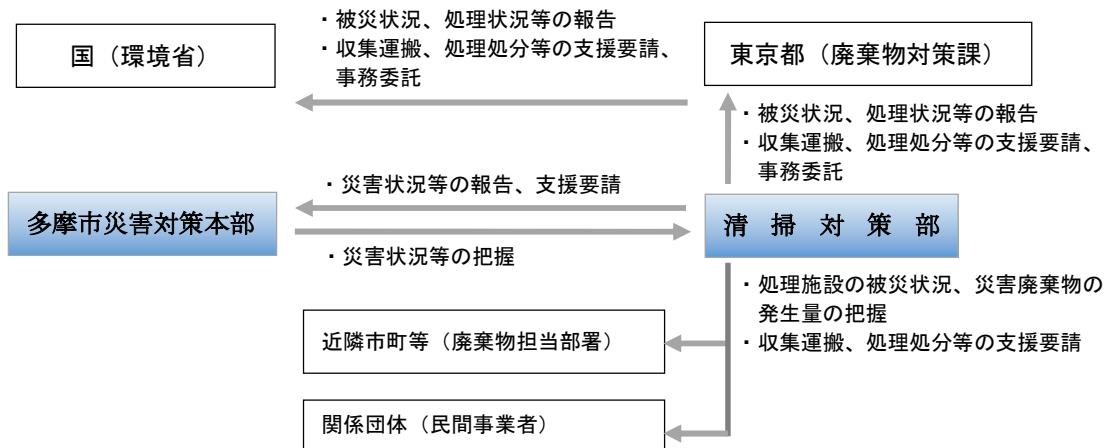 ・被災状況、処理状況等の報告
・収集運搬、処理処分等の支援要請、
事務委託
国（環境省）
東京都（廃棄物対策課）
・被災状況、処理状況等の報告
・収集運搬、処理処分等の支援要請、
事務委託
・災害状況等の報告、支援要請
多摩市災害対策本部
清 掃 対 策 部
・災害状況等の把握
・処理施設の被災状況、災害廃棄物の
発生量の把握
・収集運搬、処理処分等の支援要請
近隣市町等（廃棄物担当部署）
関係団体（民間事業者）